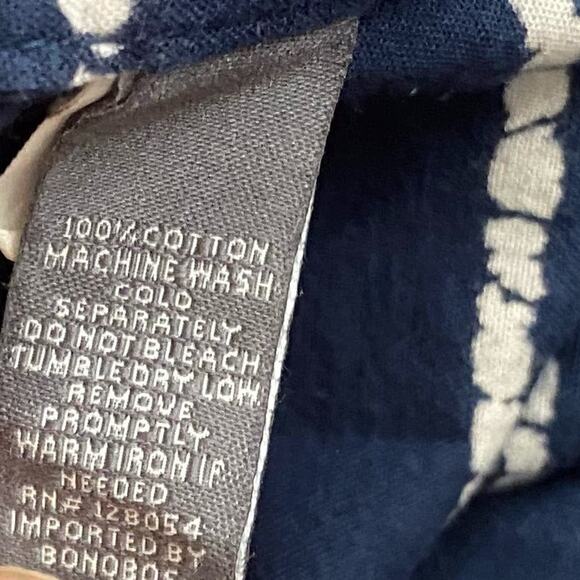 100% COTTON
MACHINE WASH
COLD
SEPARATELY
DO NOT BLEACH
TUMBLE DRY LOW
REMOVE
PROMPTLY
WARM IRON IF
NEEDED
RN# 128054
IMPORTED BY
BONOBOS